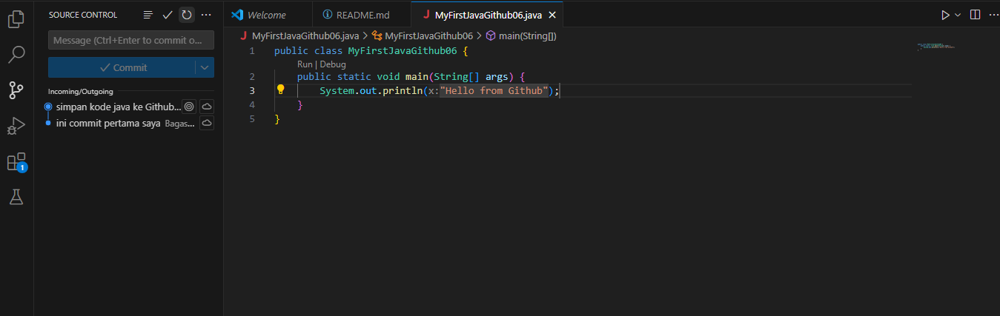 SOURCE CONTROL
Message (Ctrl+Enter to commit o...
Commit
Incoming/Outgoing
simpan kode java ke Github...
ini commit pertama saya Bagas...
1
Welcome
README.md
J MyFirstJavaGithub06.java
J MyFirstJavaGithub06.java > MyFirstJavaGithub06 > main(String[])
1 public class MyFirstJavaGithub06 {
Run | Debug
2 public static void main(String[] args) {
3 System.out.println(x:"Hello from Github");
4 }
5 }